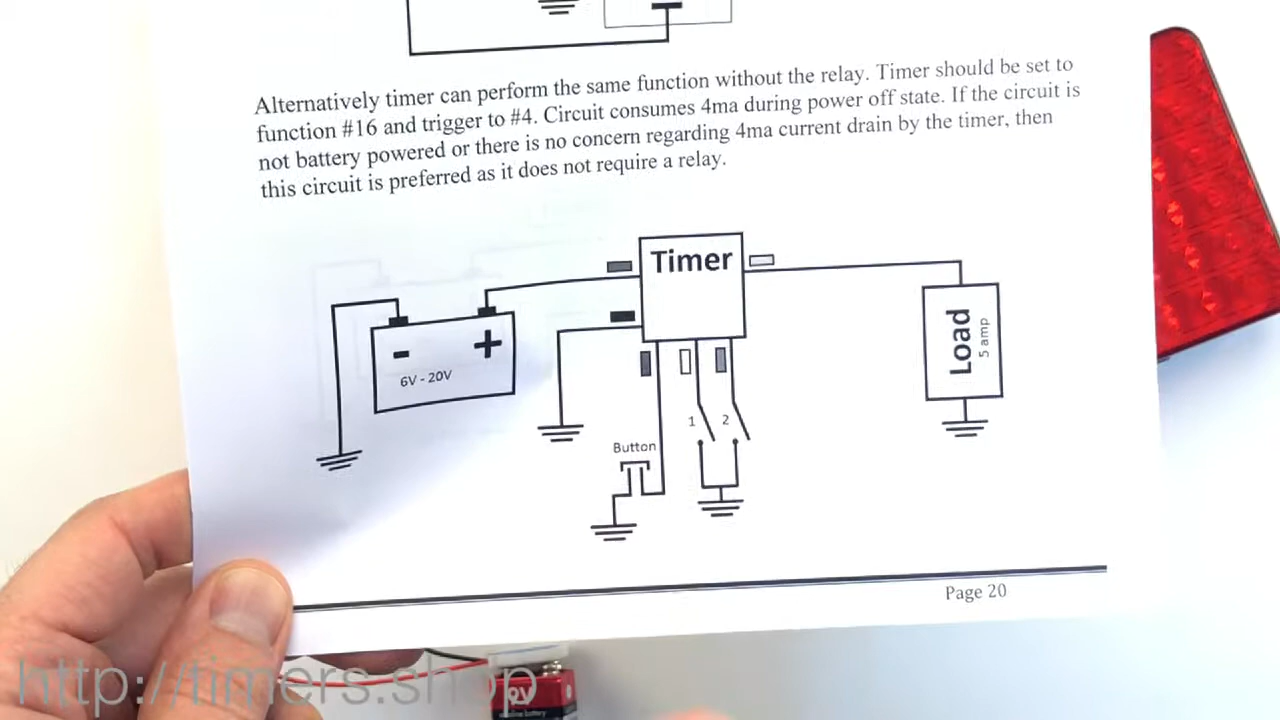 Alternatively timer can perform the same function without the relay. Timer should be set to
function #16 and trigger to #4. Circuit consumes 4ma during power off state. If the circuit is
not battery powered or there is no concern regarding 4ma current drain by the timer, then
this circuit is preferred as it does not require a relay.
Timer
- +
6V - 20V
Load
5 amp
1 2
Button
Page 20
http://timers.shop
9V
alkaline battery